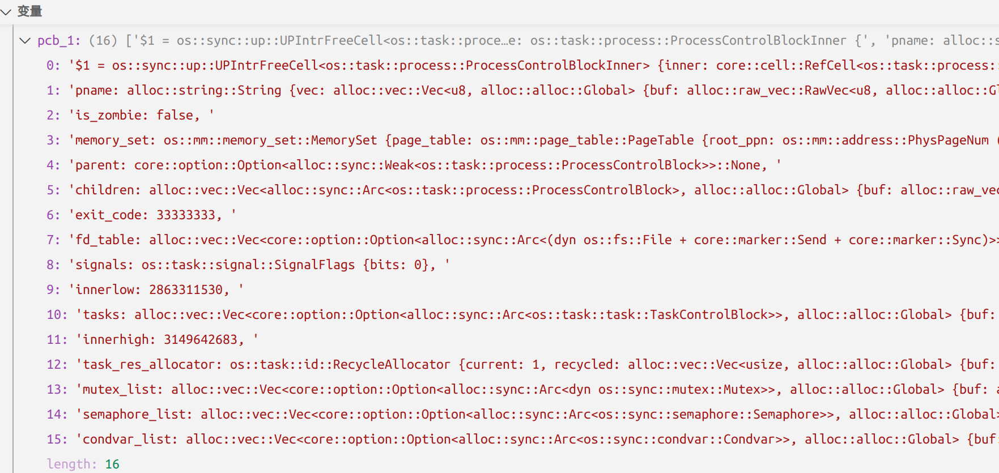 变量
pcb_1: (16) ['$1 = os::sync::up::UPIntrFreeCell<os::task::proce…e: os::task::process::ProcessControlBlockInner {', 'pname: alloc::s
0: '$1 = os::sync::up::UPIntrFreeCell<os::task::process::ProcessControlBlockInner> {inner: core::cell::RefCell<os::task::process::
1: 'pname: alloc::string::String {vec: alloc::vec::Vec<u8, alloc::alloc::Global> {buf: alloc::raw_vec::RawVec<u8, alloc::alloc::Gl
2: 'is_zombie: false, '
3: 'memory_set: os::mm::memory_set::MemorySet {page_table: os::mm::page_table::PageTable {root_ppn: os::mm::address::PhysPageNum (
4: 'parent: core::option::Option<alloc::sync::Weak<os::task::process::ProcessControlBlock>>::None, '
5: 'children: alloc::vec::Vec<alloc::sync::Arc<os::task::process::ProcessControlBlock>, alloc::alloc::Global> {buf: alloc::raw_vec
6: 'exit_code: 33333333, '
7: 'fd_table: alloc::vec::Vec<core::option::Option<alloc::sync::Arc<(dyn os::fs::File + core::marker::Send + core::marker::Sync)>>
8: 'signals: os::task::signal::SignalFlags {bits: 0}, '
9: 'innerlow: 2863311530, '
10: 'tasks: alloc::vec::Vec<core::option::Option<alloc::sync::Arc<os::task::task::TaskControlBlock>>, alloc::alloc::Global> {buf:
11: 'innerhigh: 3149642683, '
12: 'task_res_allocator: os::task::id::RecycleAllocator {current: 1, recycled: alloc::vec::Vec<usize, alloc::alloc::Global> {buf:
13: 'mutex_list: alloc::vec::Vec<core::option::Option<alloc::sync::Arc<dyn os::sync::mutex::Mutex>>, alloc::alloc::Global> {buf: a
14: 'semaphore_list: alloc::vec::Vec<core::option::Option<alloc::sync::Arc<os::sync::semaphore::Semaphore>>, alloc::alloc::Global>
15: 'condvar_list: alloc::vec::Vec<core::option::Option<alloc::sync::Arc<os::sync::condvar::Condvar>>, alloc::alloc::Global> {buf:
length: 16